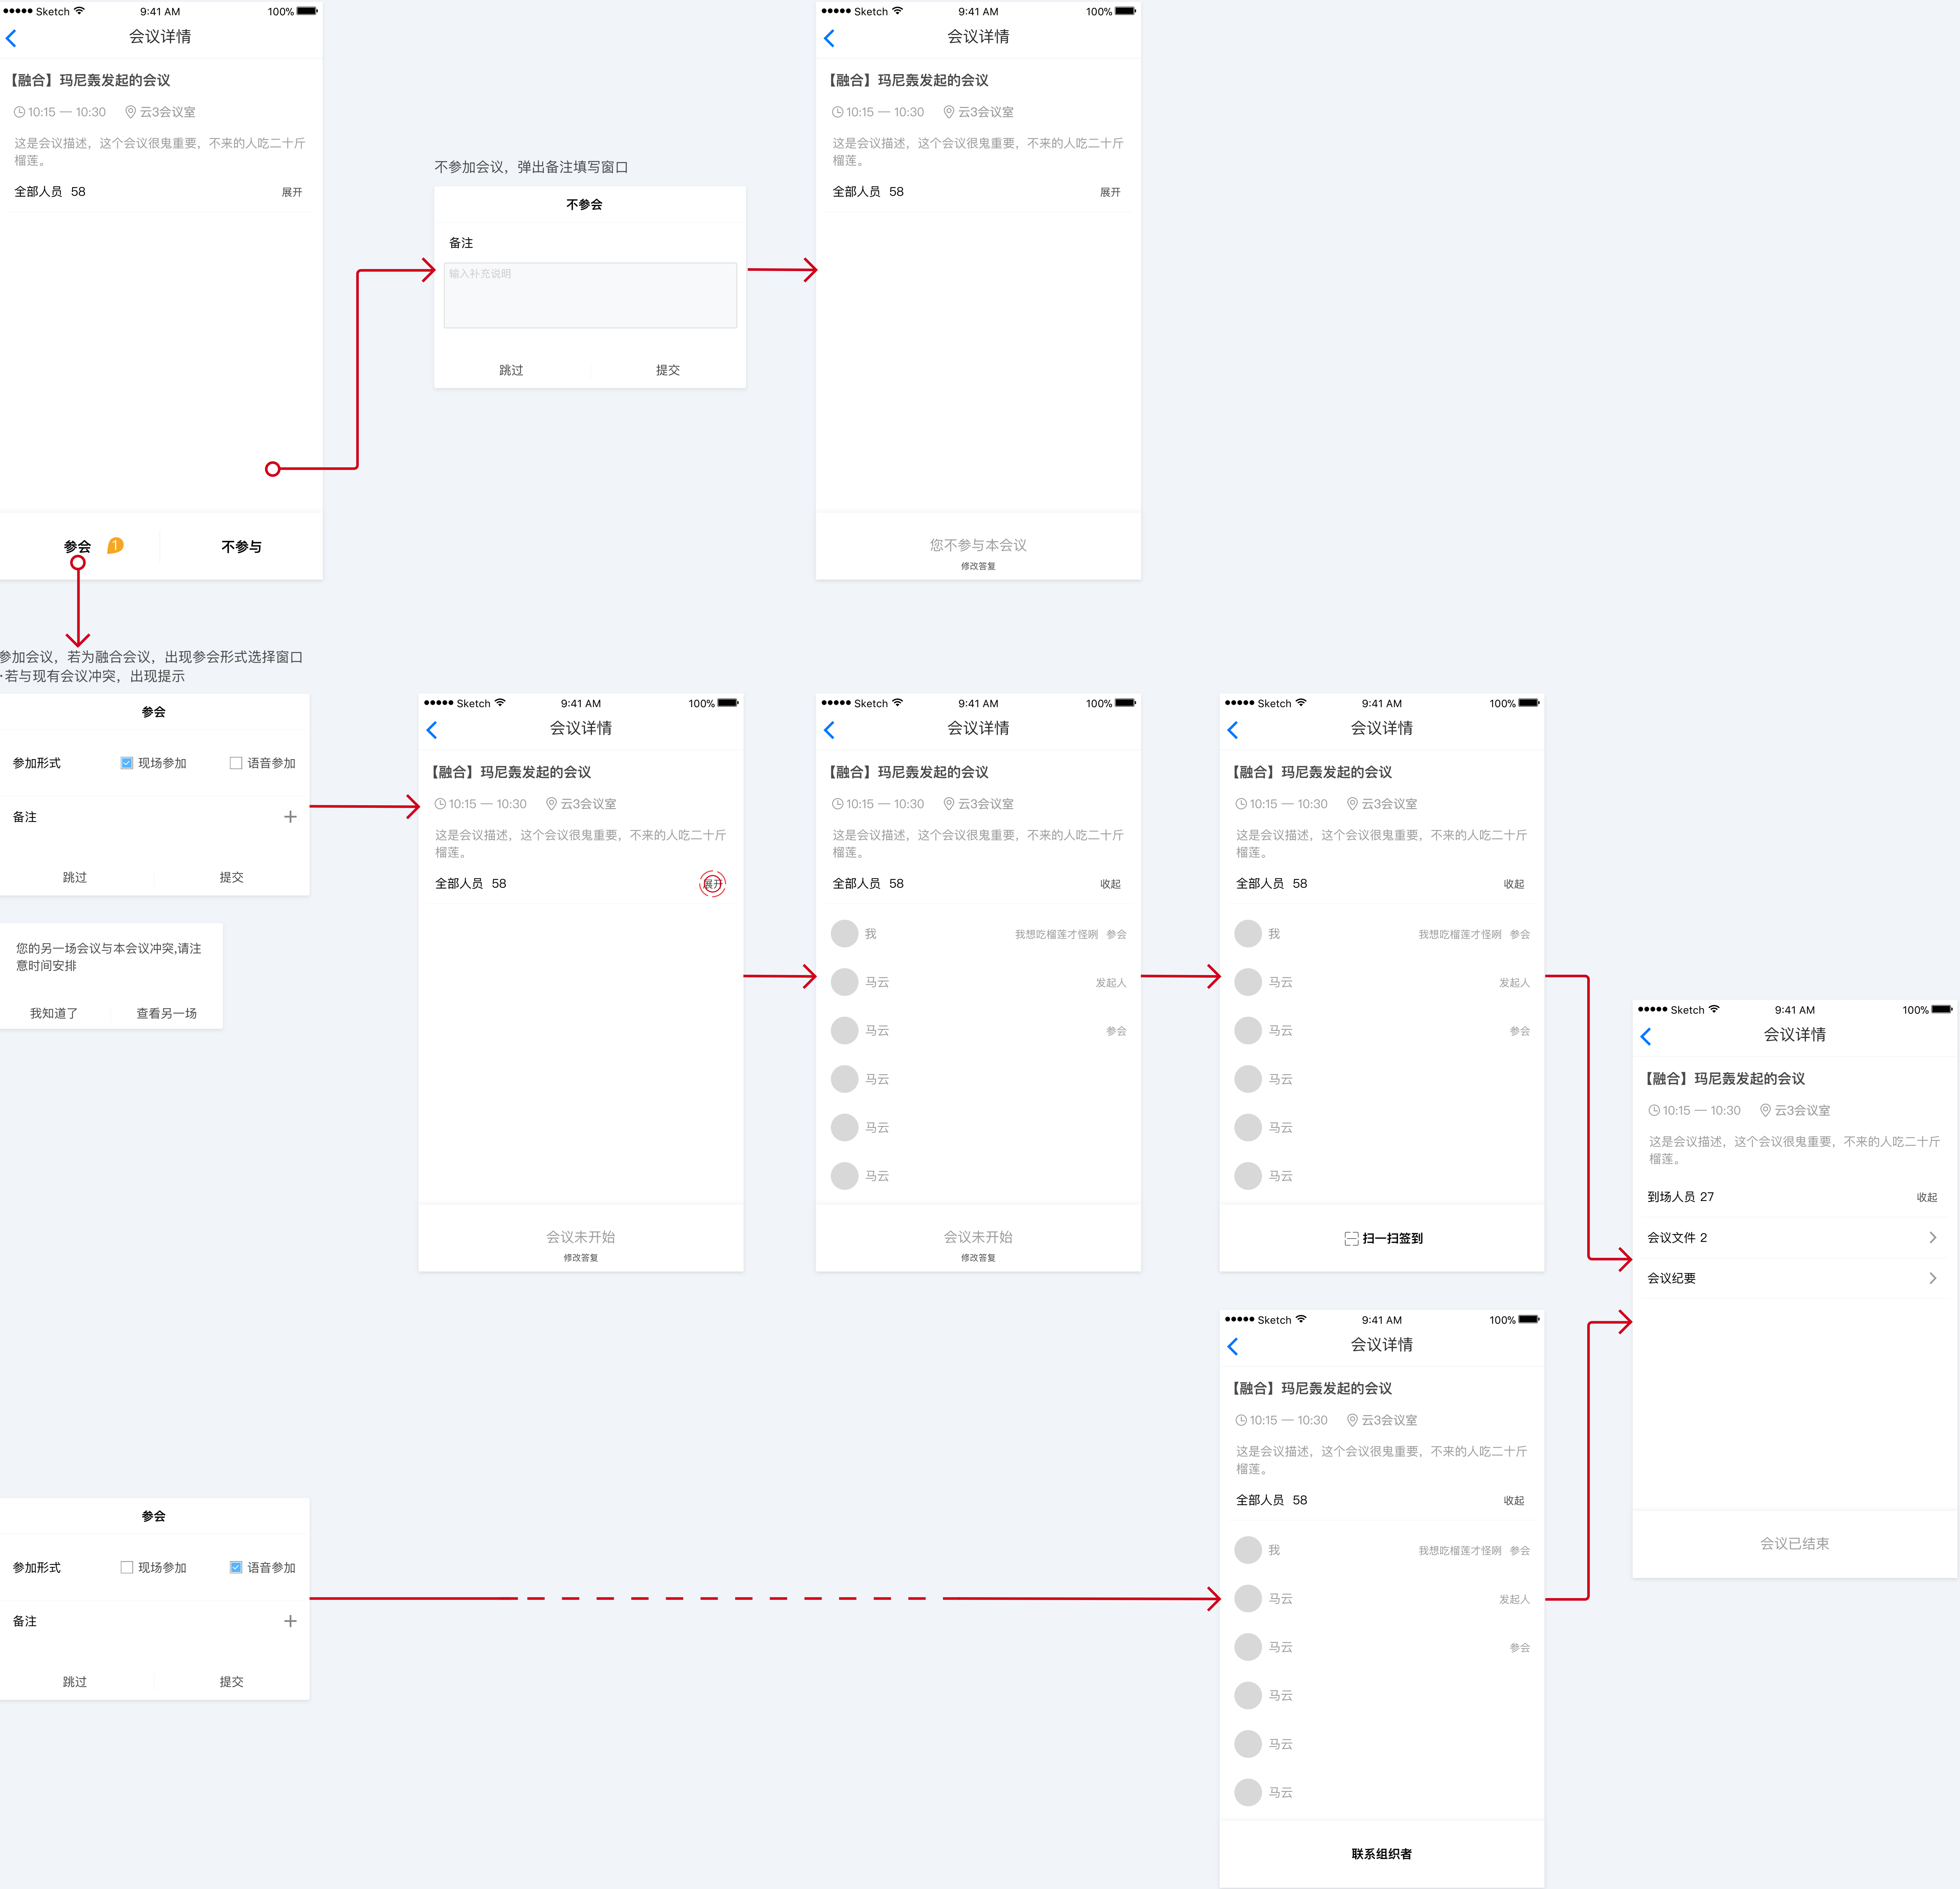 Sketch 9:41 AM 100%
会议详情
【融合】玛尼轰发起的会议
10:15 — 10:30 云3会议室
这是会议描述，这个会议很鬼重要，不来的人吃二十斤
榴莲。
全部人员 58 展开
参会 1 不参与
不参加会议，弹出备注填写窗口
不参会
备注
输入补充说明
跳过 提交
Sketch 9:41 AM 100%
会议详情
【融合】玛尼轰发起的会议
10:15 — 10:30 云3会议室
这是会议描述，这个会议很鬼重要，不来的人吃二十斤
榴莲。
全部人员 58 展开
您不参与本会议
修改答复
参加会议，若为融合会议，出现参会形式选择窗口
·若与现有会议冲突，出现提示
参会
参加形式 现场参加 语音参加
备注
跳过 提交
您的另一场会议与本会议冲突,请注
意时间安排
我知道了 查看另一场
Sketch 9:41 AM 100%
会议详情
【融合】玛尼轰发起的会议
10:15 — 10:30 云3会议室
这是会议描述，这个会议很鬼重要，不来的人吃二十斤
榴莲。
全部人员 58 展开
会议未开始
修改答复
Sketch 9:41 AM 100%
会议详情
【融合】玛尼轰发起的会议
10:15 — 10:30 云3会议室
这是会议描述，这个会议很鬼重要，不来的人吃二十斤
榴莲。
全部人员 58 收起
我 我想吃榴莲才怪咧 参会
马云 发起人
马云 参会
马云
马云
马云
会议未开始
修改答复
Sketch 9:41 AM 100%
会议详情
【融合】玛尼轰发起的会议
10:15 — 10:30 云3会议室
这是会议描述，这个会议很鬼重要，不来的人吃二十斤
榴莲。
全部人员 58 收起
我 我想吃榴莲才怪咧 参会
马云 发起人
马云 参会
马云
马云
马云
扫一扫签到
Sketch 9:41 AM 100%
会议详情
【融合】玛尼轰发起的会议
10:15 — 10:30 云3会议室
这是会议描述，这个会议很鬼重要，不来的人吃二十斤
榴莲。
到场人员 27 收起
会议文件 2
会议纪要
会议已结束
参会
参加形式 现场参加 语音参加
备注
跳过 提交
Sketch 9:41 AM 100%
会议详情
【融合】玛尼轰发起的会议
10:15 — 10:30 云3会议室
这是会议描述，这个会议很鬼重要，不来的人吃二十斤
榴莲。
全部人员 58 收起
我 我想吃榴莲才怪咧 参会
马云 发起人
马云 参会
马云
马云
马云
联系组织者